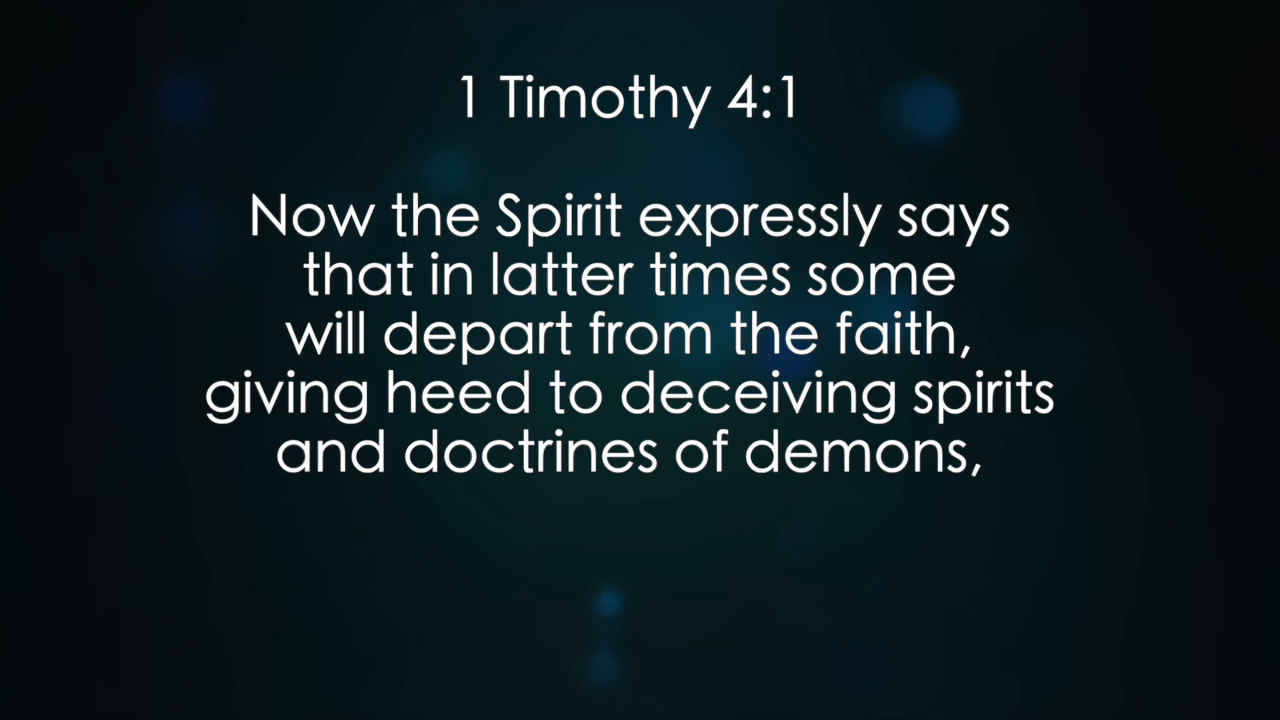 1 Timothy 4:1
Now the Spirit expressly says
that in latter times some
will depart from the faith,
giving heed to deceiving spirits
and doctrines of demons,